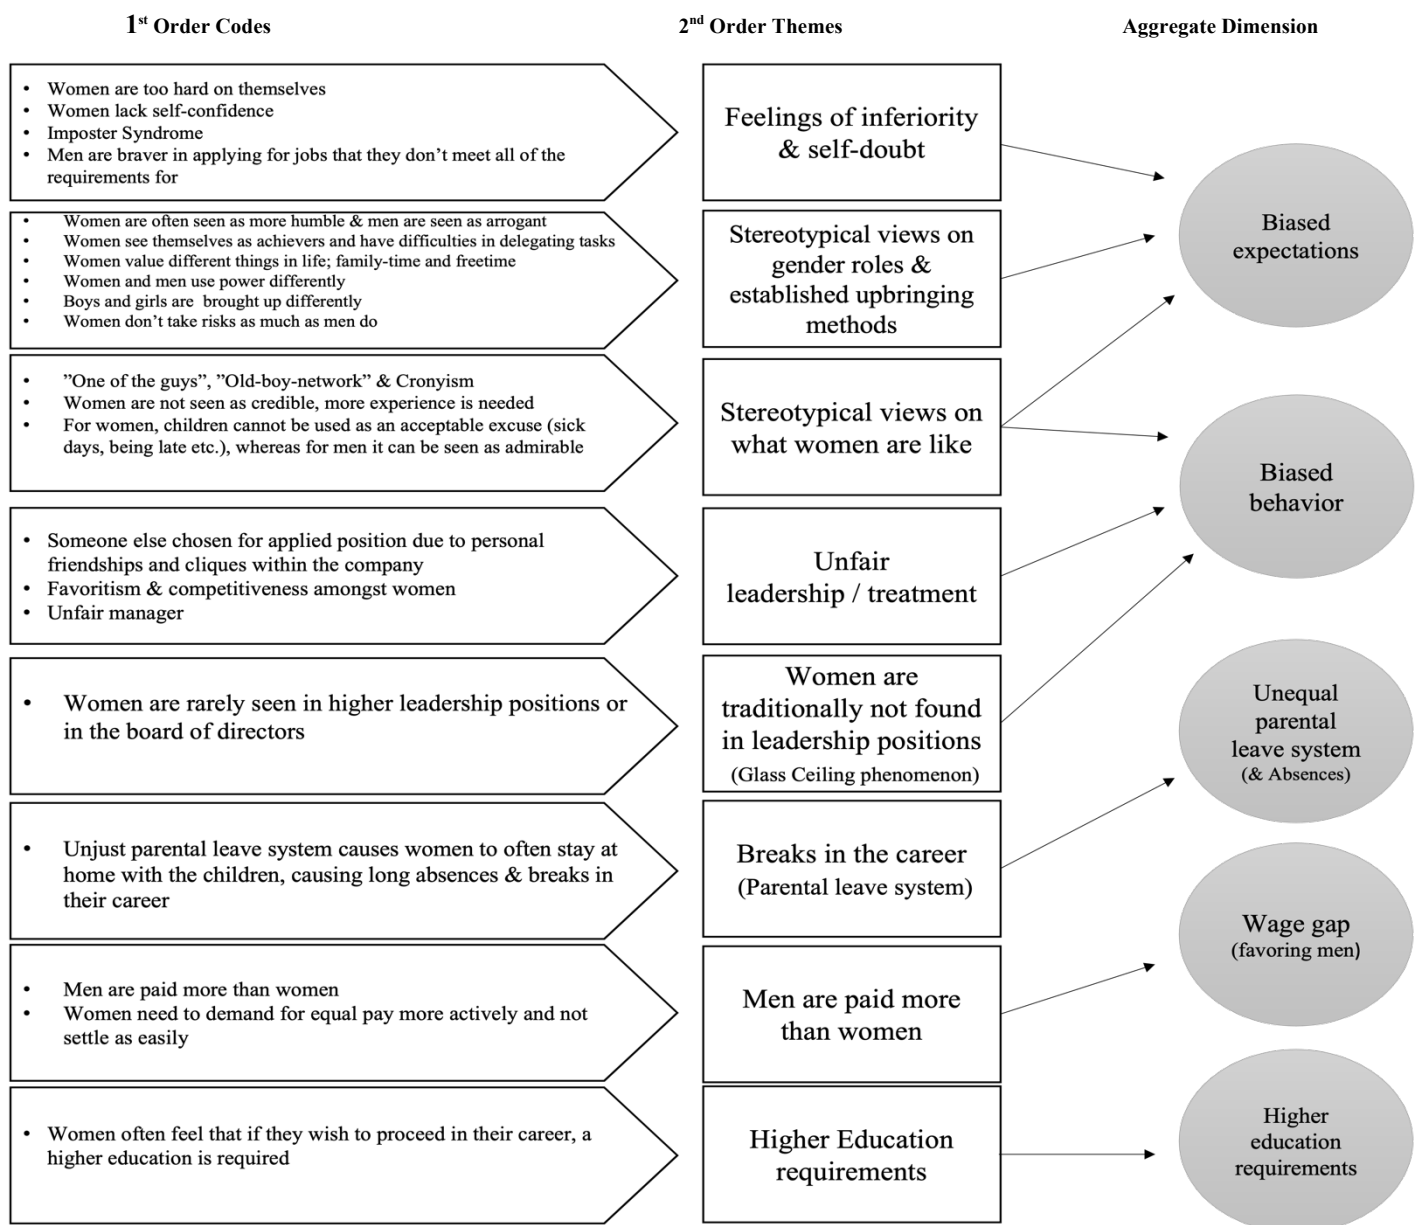 1st Order Codes
2nd Order Themes
Aggregate Dimension
• Women are too hard on themselves
• Women lack self-confidence
• Imposter Syndrome
• Men are braver in applying for jobs that they don’t meet all of the
requirements for
Feelings of inferiority
& self-doubt
• Women are often seen as more humble & men are seen as arrogant
• Women see themselves as achievers and have difficulties in delegating tasks
• Women value different things in life; family-time and freetime
• Women and men use power differently
• Boys and girls are brought up differently
• Women don’t take risks as much as men do
Stereotypical views on
gender roles &
established upbringing
methods
Biased
expectations
• ”One of the guys”, ”Old-boy-network” & Cronyism
• Women are not seen as credible, more experience is needed
• For women, children cannot be used as an acceptable excuse (sick
days, being late etc.), whereas for men it can be seen as admirable
Stereotypical views on
what women are like
Biased
behavior
• Someone else chosen for applied position due to personal
friendships and cliques within the company
• Favoritism & competitiveness amongst women
• Unfair manager
Unfair
leadership / treatment
• Women are rarely seen in higher leadership positions or
in the board of directors
Women are
traditionally not found
in leadership positions
(Glass Ceiling phenomenon)
Unequal
parental
leave system
(& Absences)
• Unjust parental leave system causes women to often stay at
home with the children, causing long absences & breaks in
their career
Breaks in the career
(Parental leave system)
• Men are paid more than women
• Women need to demand for equal pay more actively and not
settle as easily
Men are paid more
than women
Wage gap
(favoring men)
• Women often feel that if they wish to proceed in their career, a
higher education is required
Higher Education
requirements
Higher
education
requirements